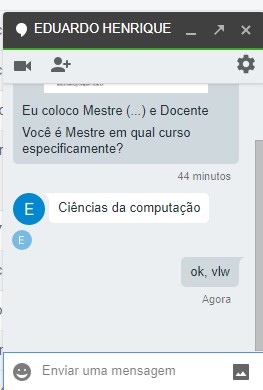 EDUARDO HENRIQUE
Eu coloco Mestre (...) e Docente
Você é Mestre em qual curso
especificamente?
44 minutos
E
Ciências da computação
E
ok, vlw
Agora
Enviar uma mensagem